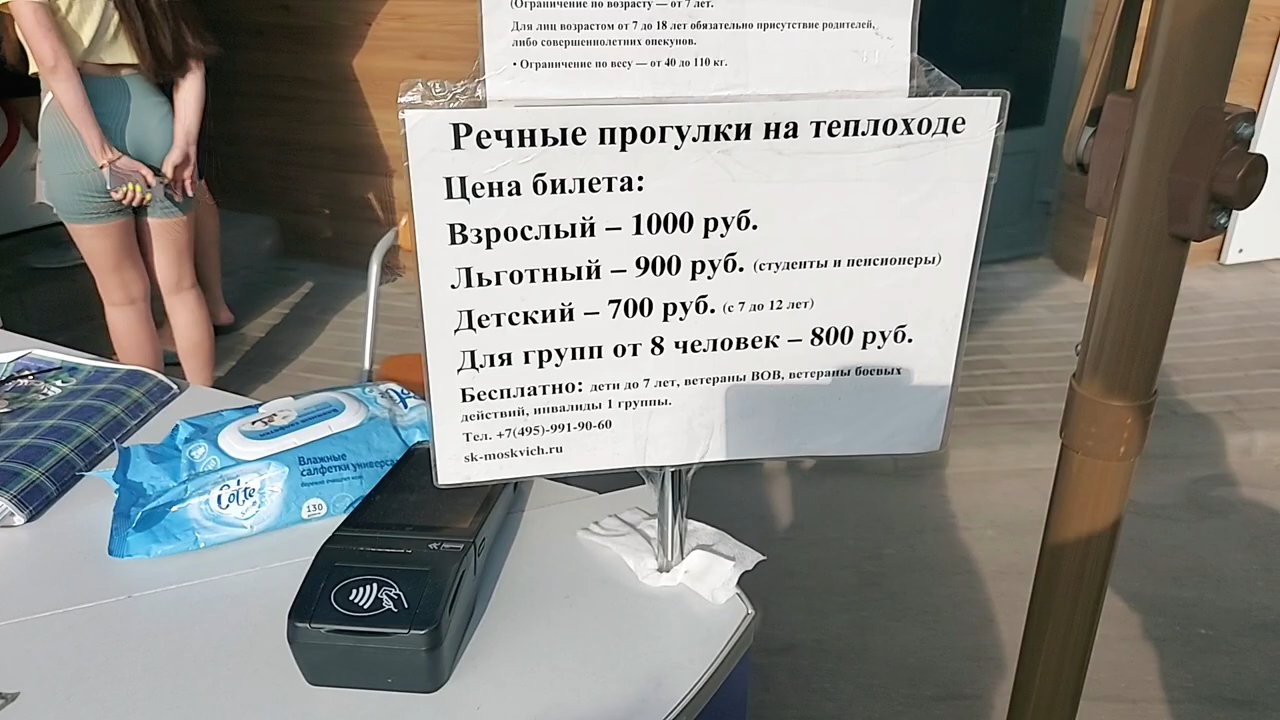 (Ограничение по возрасту — от 7 лет.
Для лиц возрастом от 7 до 18 лет обязательно присутствие родителей,
либо совершеннолетних опекунов.
• Ограничение по весу — от 40 до 110 кг.
Речные прогулки на теплоходе
Цена билета:
Взрослый – 1000 руб.
Льготный – 900 руб. (студенты и пенсионеры)
Детский – 700 руб. (с 7 до 12 лет)
Для групп от 8 человек – 800 руб.
Бесплатно: дети до 7 лет, ветераны ВОВ, ветераны боевых
действий, инвалиды 1 группы.
Тел. +7(495)-991-90-60
sk-moskvich.ru
Влажные
салфетки
Cotte
130